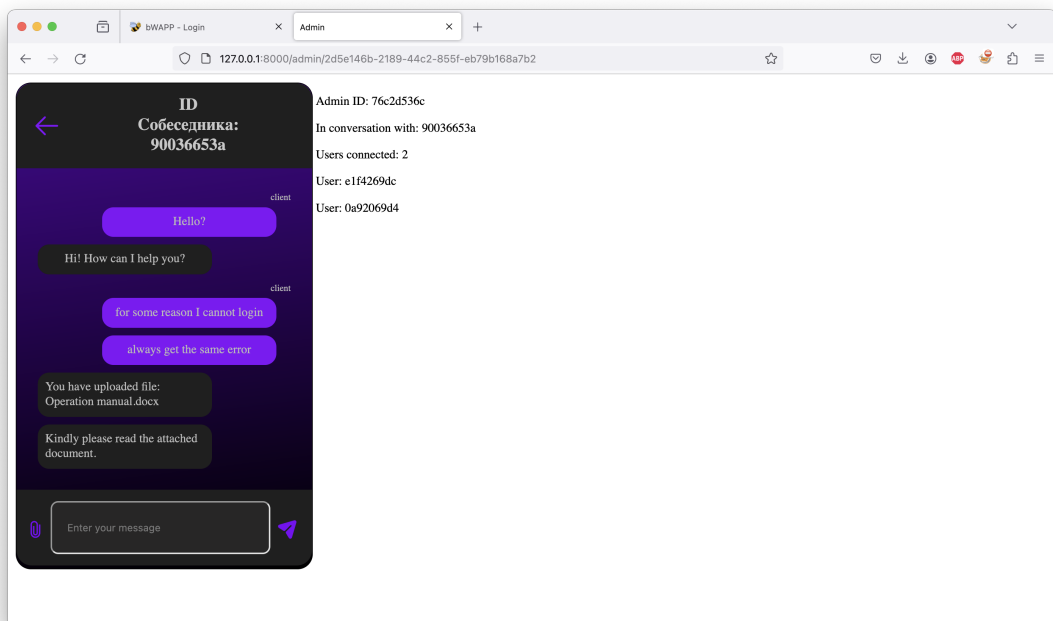 bWAPP - Login
Admin
127.0.0.1:8000/admin/2d5e146b-2189-44c2-855f-eb79b168a7b2
ABP
ID
Собеседника:
90036653a
client
Hello?
Hi! How can I help you?
client
for some reason I cannot login
always get the same error
You have uploaded file:
Operation manual.docx
Kindly please read the attached
document.
Enter your message
Admin ID: 76c2d536c
In conversation with: 90036653a
Users connected: 2
User: e1f4269dc
User: 0a92069d4